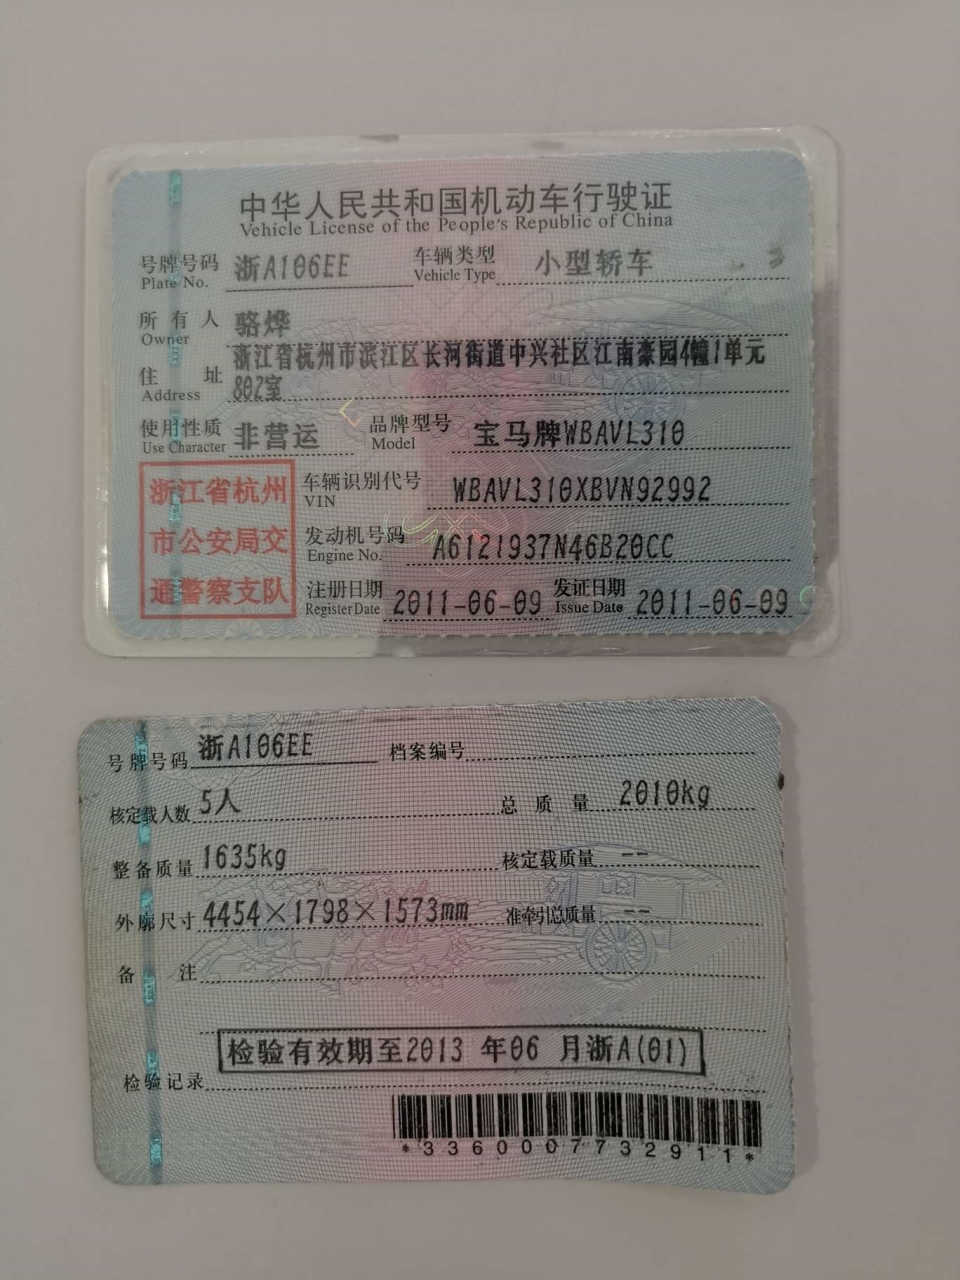 中华人民共和国机动车行驶证
Vehicle License of the People's Republic of China
号牌号码 浙A106EE 车辆类型 小型轿车
Plate No. Vehicle Type
所有人 骆烨
Owner
浙江省杭州市滨江区长河街道中兴社区江南豪园4幢1单元
住址 802室
Address
使用性质 非营运 品牌型号 宝马牌WBAVL310
Use Character Model
浙江省杭州 车辆识别代号 WBAVL310XBVN92992
VIN
市公安局交 发动机号码 A6121937N46B20CC
Engine No.
通警察支队 注册日期 2011-06-09 发证日期 2011-06-09
Register Date Issue Date
号牌号码 浙A106EE 档案编号
核定载人数 5人 总质量 2010kg
整备质量 1635kg 核定载质量 --
外廓尺寸 4454×1798×1573mm 准牵引总质量 --
备注
检验有效期至2013 年06 月浙A(01)
检验记录
*3360007732911*